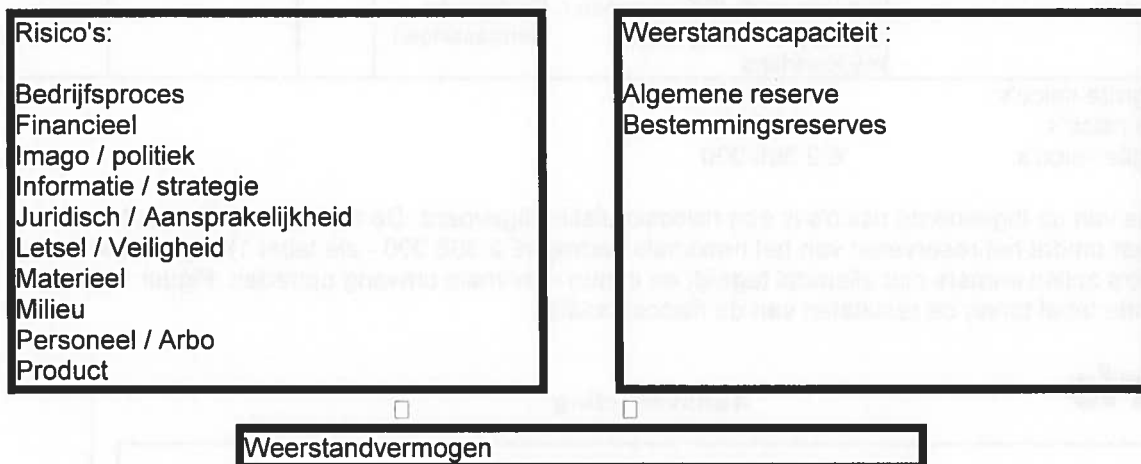 Risico's:
Bedrijfsproces
Financieel
Imago / politiek
Informatie / strategie
Juridisch / Aansprakelijkheid
Letsel / Veiligheid
Materieel
Milieu
Personeel / Arbo
Product
Weerstandscapaciteit :
Algemene reserve
Bestemmingsreserves
Weerstandvermogen